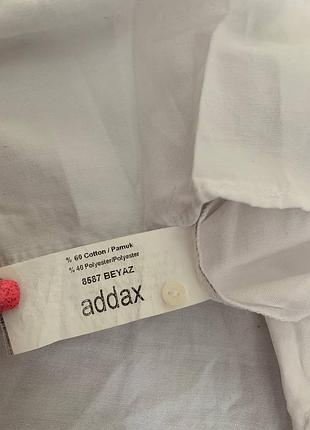 % 60 Cotton / Pamuk
% 40 Polyester/Polyester
8587 BEYAZ
addax